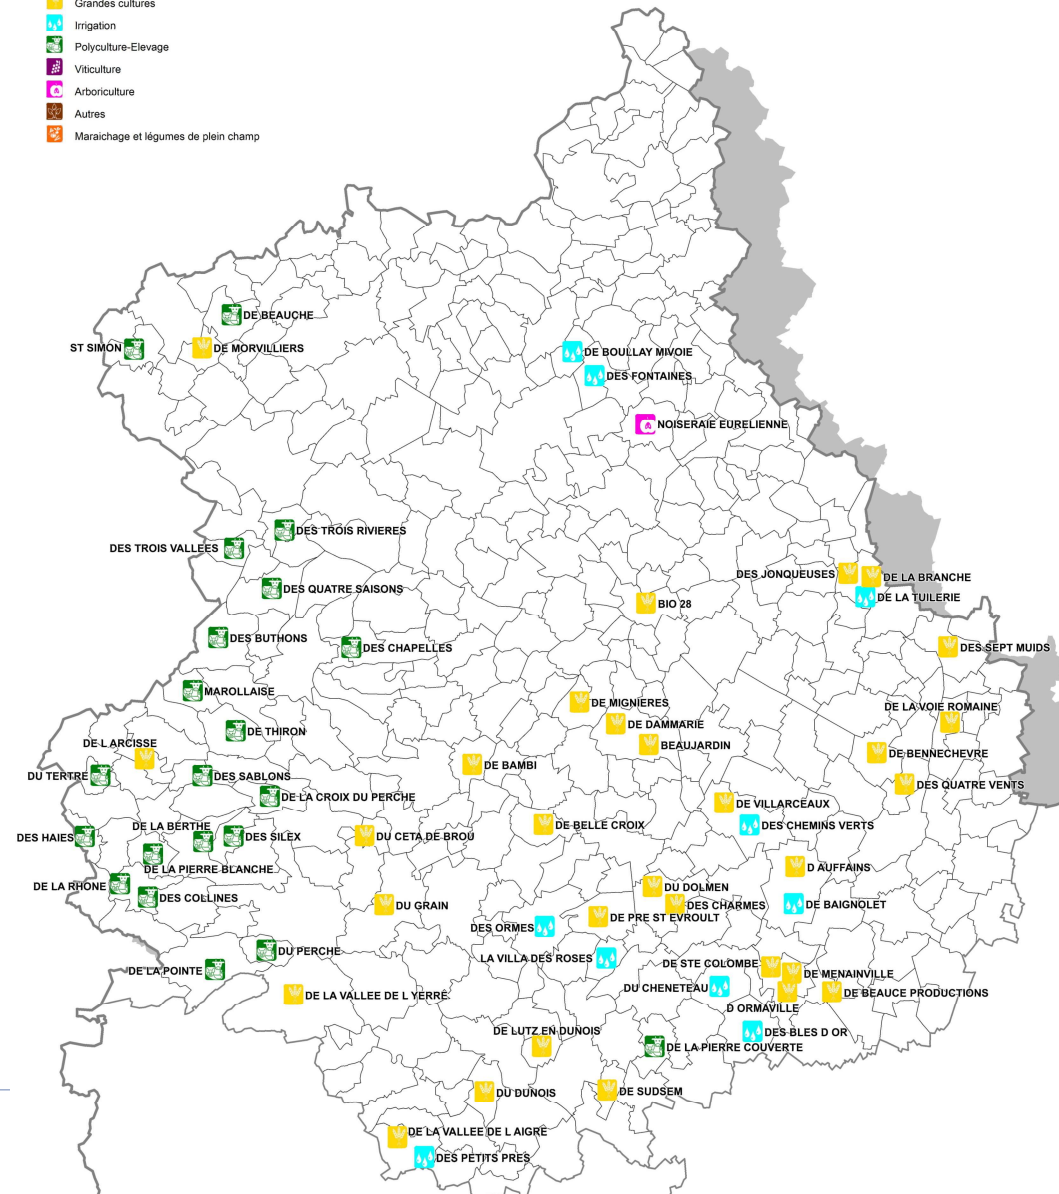 Grandes cultures
Irrigation
Polyculture-Elevage
Viticulture
Arboriculture
Autres
Maraichage et légumes de plein champ
DE BEAUCHE
ST SIMON
DE MORVILLIERS
DE BOULLAY MIVOIE
DES FONTAINES
NOISERAIE EURELIENNE
DES TROIS RIVIERES
DES TROIS VALLEES
DES JONQUEUSES
DE LA BRANCHE
DES QUATRE SAISONS
DE LA TUILERIE
BIO 28
DES BUTHONS
DES CHAPELLES
DES SEPT MUIDS
MAROLLAISE
DE MIGNIERES
DE LA VOIE ROMAINE
DE DAMMARIE
DE THIRON
DE L ARCISSE
BEAUJARDIN
DE BENNECHEVRE
DE BAMBI
DU TERTRE
DES SABLONS
DES QUATRE VENTS
DE LA CROIX DU PERCHE
DE VILLARCEAUX
DE LA BERTHE
DE BELLE CROIX
DES CHEMINS VERTS
DES HAIES
DES SILEX
DU CETA DE BROU
DE LA PIERRE BLANCHE
D AUFFAINS
DE LA RHONE
DU DOLMEN
DES COLLINES
DU GRAIN
DES CHARMES
DE BAIGNOLET
DE PRE ST EVROULT
DES ORMES
DU PERCHE
LA VILLA DES ROSES
DE STE COLOMBE
DE LA POINTE
DE MENAINVILLE
DU CHENETEAU
DE BEAUCE PRODUCTIONS
DE LA VALLEE DE L YERRE
D ORMAVILLE
DE LUTZ EN DUNOIS
DES BLES D OR
DE LA PIERRE COUVERTE
DU DUNOIS
DE SUDSEM
DE LA VALLEE DE L AIGRE
DES PETITS PRES